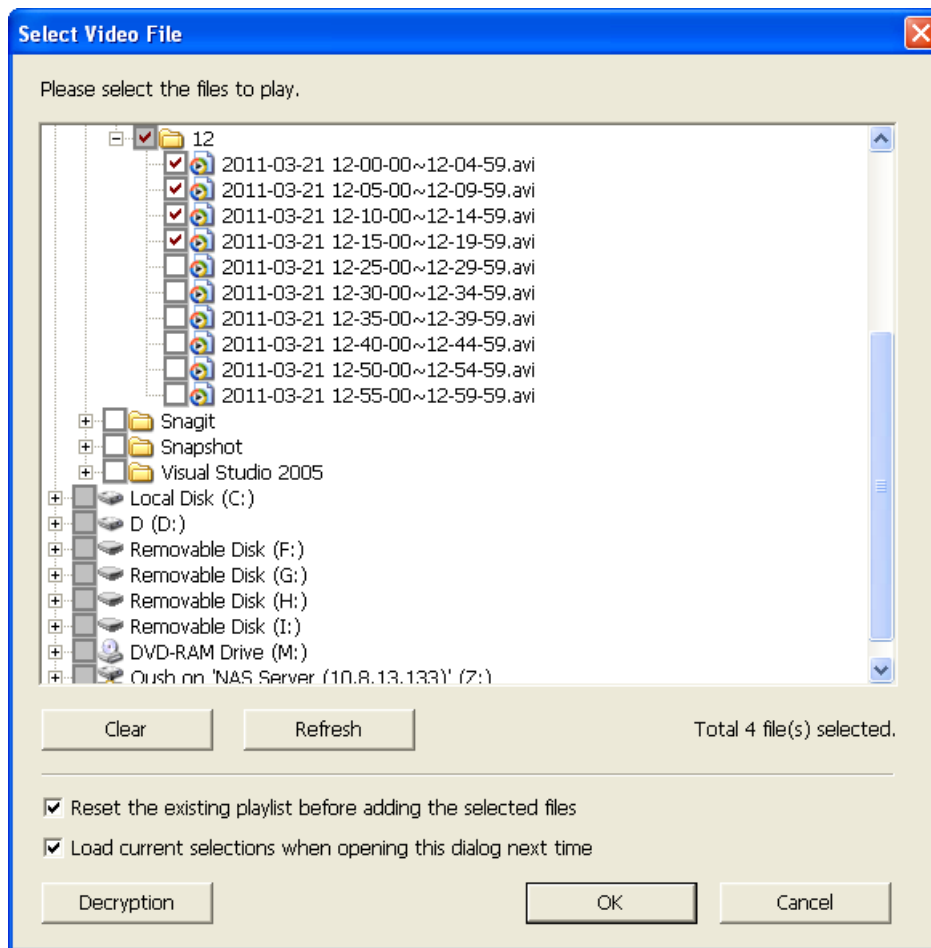 Select Video File
Please select the files to play.
12
2011-03-21 12-00-00~12-04-59.avi
2011-03-21 12-05-00~12-09-59.avi
2011-03-21 12-10-00~12-14-59.avi
2011-03-21 12-15-00~12-19-59.avi
2011-03-21 12-25-00~12-29-59.avi
2011-03-21 12-30-00~12-34-59.avi
2011-03-21 12-35-00~12-39-59.avi
2011-03-21 12-40-00~12-44-59.avi
2011-03-21 12-50-00~12-54-59.avi
2011-03-21 12-55-00~12-59-59.avi
Snagit
Snapshot
Visual Studio 2005
Local Disk (C:)
D (D:)
Removable Disk (F:)
Removable Disk (G:)
Removable Disk (H:)
Removable Disk (I:)
DVD-RAM Drive (M:)
Oush on 'NAS Server (10.8.13.133)' (Z:)
Clear Refresh Total 4 file(s) selected.
Reset the existing playlist before adding the selected files
Load current selections when opening this dialog next time
Decryption OK Cancel